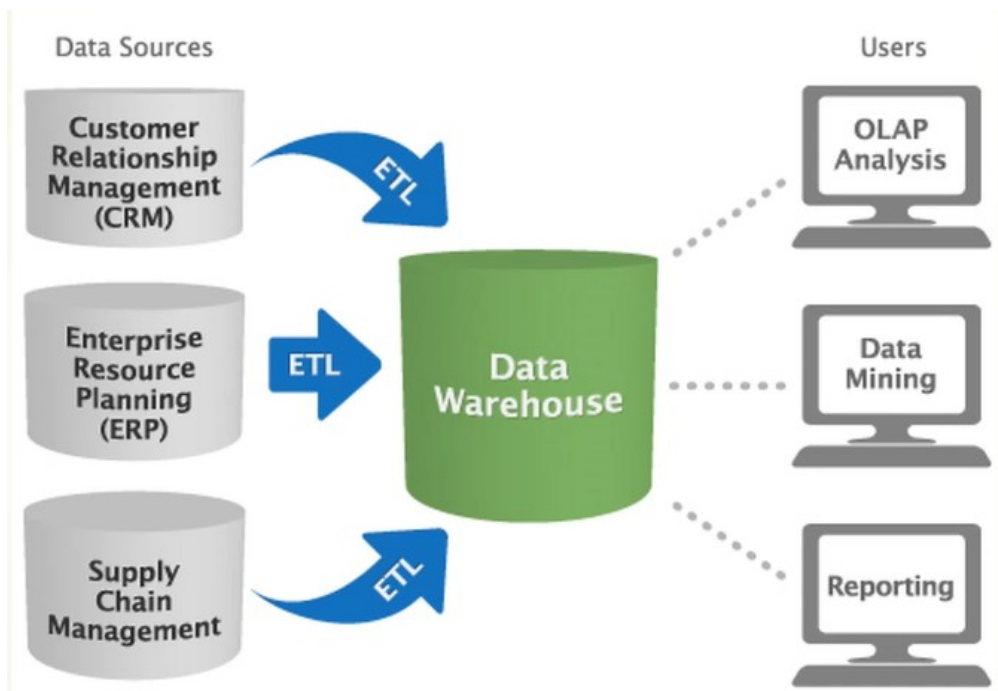 Data Sources
Users
Customer
Relationship
Management
(CRM)
ETL
OLAP
Analysis
Enterprise
Resource
Planning
(ERP)
ETL
Data
Warehouse
Data
Mining
Supply
Chain
Management
ETL
Reporting